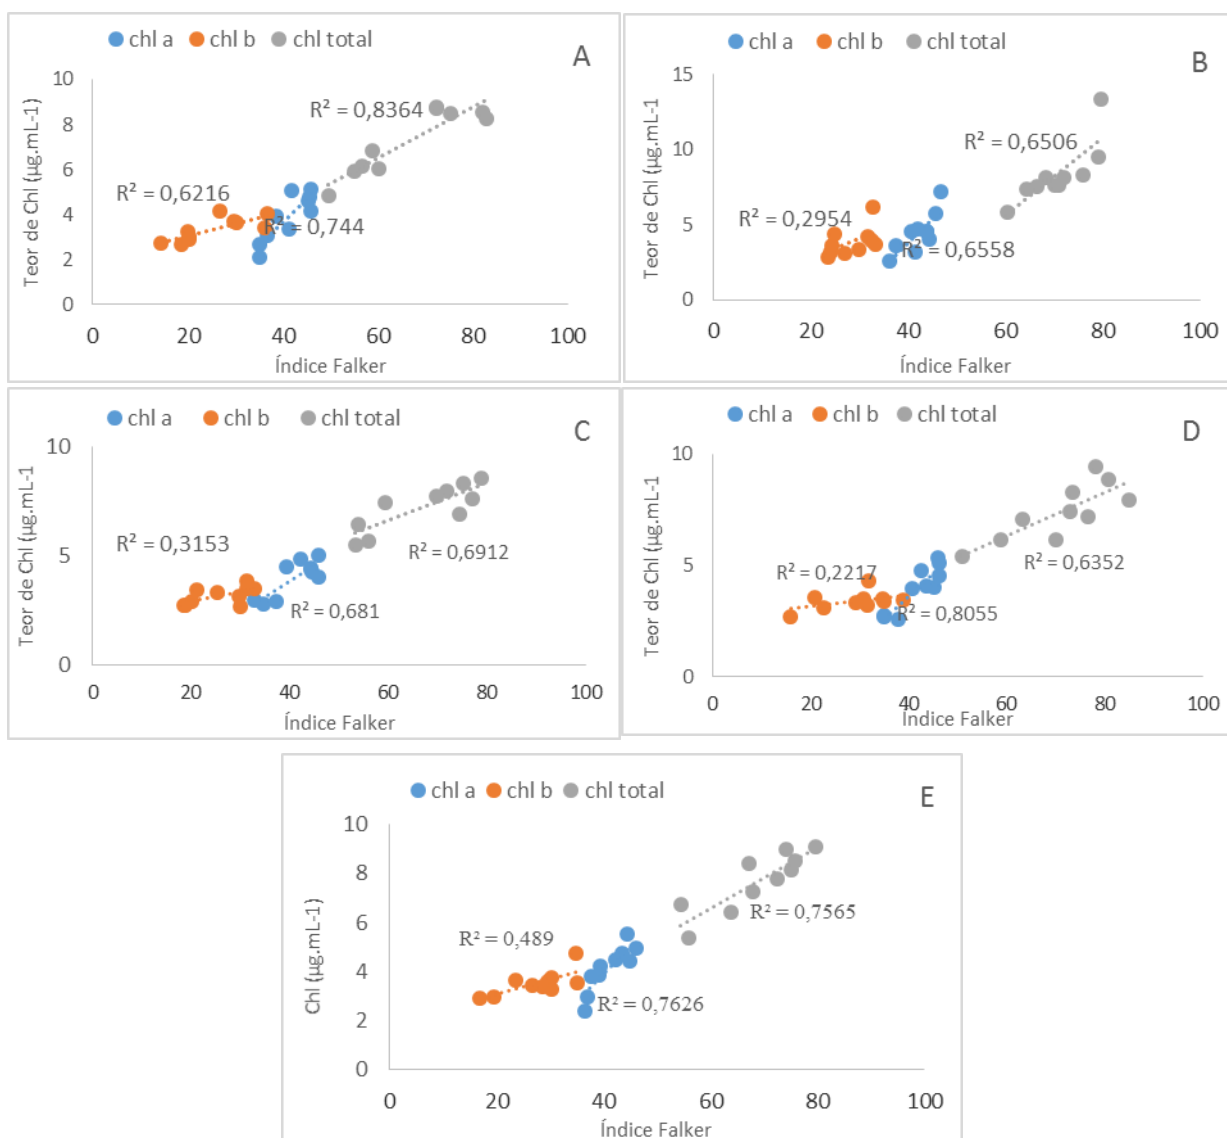 chl a chl b chl total
A
10
8
6
4
2
0
Teor de Chl (µg.mL-1)
R² = 0,8364
R² = 0,6216
R² = 0,744
0 20 40 60 80 100
Índice Falker
chl a chl b chl total
B
15
10
5
0
Teor de Chl (µg.mL-1)
R² = 0,6506
R² = 0,2954
R² = 0,6558
0 20 40 60 80 100
Índice Falker
chl a chl b chl total
C
10
5
0
Teor de Chl (µg.mL-1
R² = 0,3153
R² = 0,6912
R² = 0,681
0 20 40 60 80 100
Índice Falker
chl a chl b chl total
D
10
5
0
Teor de Chl (µg.mL-1
R² = 0,2217
R² = 0,6352
R² = 0,8055
0 20 40 60 80 100
Índice Falker
chl a chl b chl total
E
10
8
6
4
2
0
Chl (µg.mL-1)
R² = 0,489
R² = 0,7565
R² = 0,7626
0 20 40 60 80 100
Índice Falker